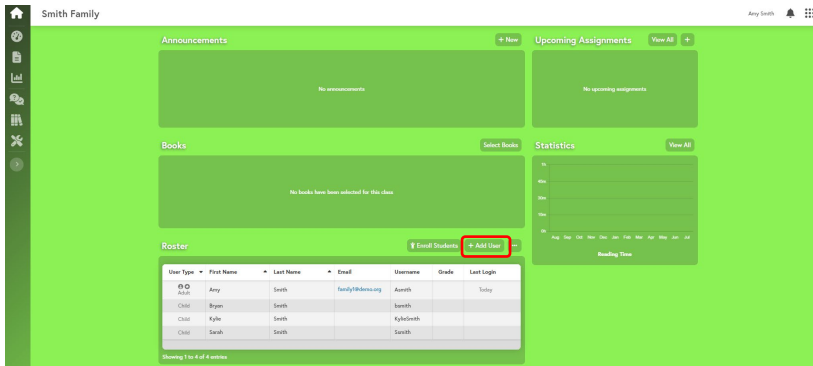 Smith Family
Amy Smith
Announcements
+ New
No announcements
Upcoming Assignments
View All
+
No upcoming assignments
Books
Select Books
No books have been selected for this class
Statistics
View All
Aug Sep Oct Nov Dec Jan Feb Mar Apr May Jun Jul
Reading Time
Roster
Enroll Students
+ Add User
User Type First Name Last Name Email Username Grade Last Login
Adult Amy Smith family1@demo.org Asmith Today
Child Bryan Smith bsmith
Child Kylie Smith KylieSmith
Child Sarah Smith Ssmith
Showing 1 to 4 of 4 entries